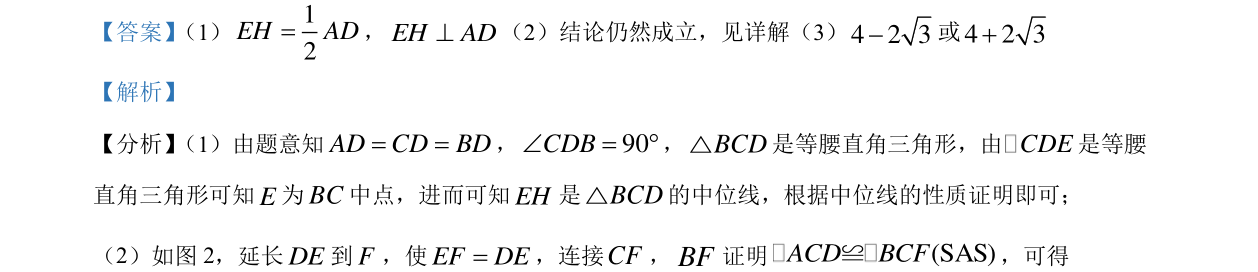 【答案】（1）EH = 1/2 AD，EH ⊥ AD（2）结论仍然成立，见详解（3）4−2√3 或 4+2√3
【解析】
【分析】（1）由题意知 AD = CD = BD，∠CDB = 90°，△BCD 是等腰直角三角形，由□CDE 是等腰
直角三角形可知 E 为 BC 中点，进而可知 EH 是 △BCD 的中位线，根据中位线的性质证明即可；
（2）如图 2，延长 DE 到 F ，使 EF = DE，连接 CF ， BF 证明 □ACD≌□BCF(SAS)，可得